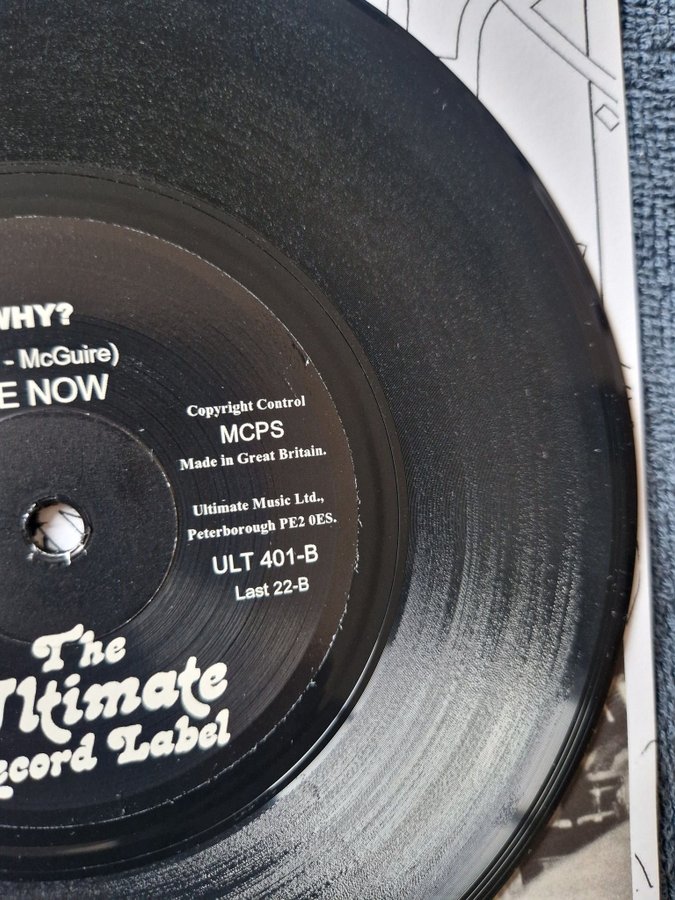 WHY?
- McGuire)
E NOW
Copyright Control
MCPS
Made in Great Britain.
Ultimate Music Ltd.,
Peterborough PE2 0ES.
ULT 401-B
Last 22-B
The
Ultimate
Record Label